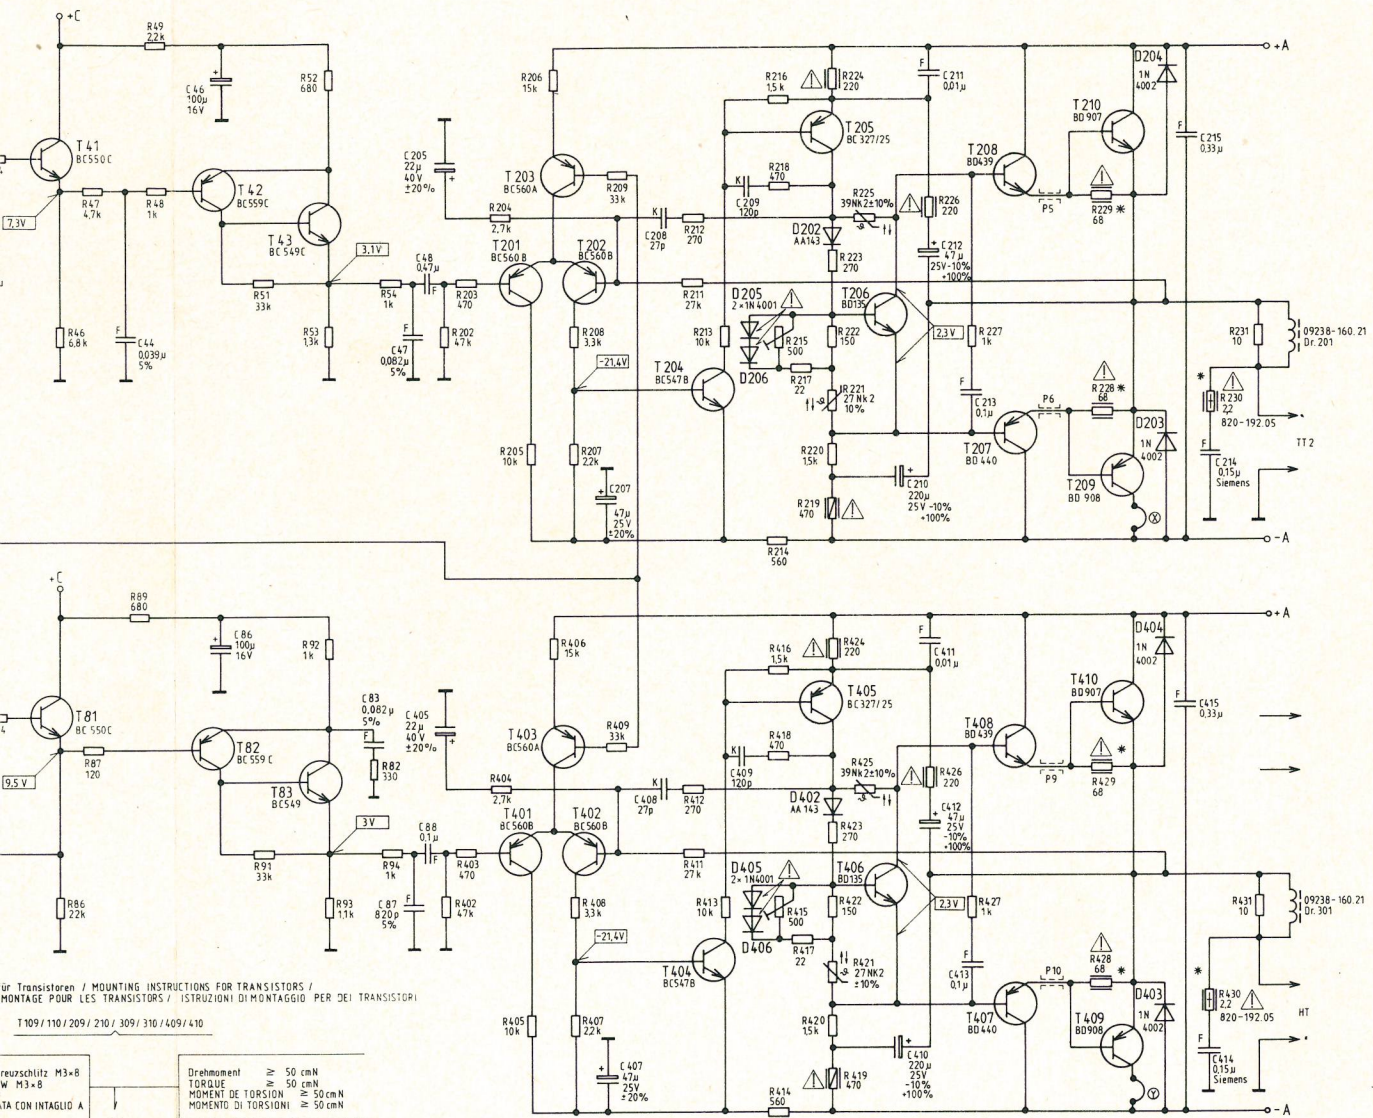 +C
R49
2,2k
C46
100µ
16V
R52
680
T41
BC550C
7,3V
R47
4,7k
R48
1k
T42
BC559C
T43
BC549C
3,1V
R51
33k
R46
6,8k
C44
0,039µ
5%
R53
1,3k
R54
1k
C48
0,47µ
C47
0,082µ
5%
R203
470
R202
47k
C205
22µ
40V
±20%
R204
2,7k
R206
15k
T203
BC560A
R209
33k
T201
BC560B
T202
BC560B
C208
27p
R212
270
R211
27k
R208
3,3k
-21,4V
R205
10k
R207
2,2k
C207
47µ
25V
±20%
R213
10k
T204
BC547B
R214
560
R216
1,5k
R224
220
T205
BC327/25
R218
470
C209
120p
R225
39NK2±10%
D202
AA143
R223
270
D205
2×1N4001
D206
R215
500
R217
22
R222
150
T206
BD135
2,3V
R221
27Nk2
10%
R220
1,5k
R219
470
C210
220µ
25V -10%
+100%
C211
0,01µ
R226
220
C212
47µ
25V-10%
+100%
R227
1k
C213
0,1µ
T208
BD439
P5
T210
BD907
R229 *
68
D204
1N
4002
C215
0,33µ
+A
T207
BD440
P6
R228 *
68
T209
BD908
D203
1N
4002
X
R231
10
09238-160.21
Dr.201
*
R230
2,2
820-192.05
C214
0,15µ
Siemens
TT2
-A
+C
R89
680
C86
100µ
16V
R92
1k
T81
BC550C
9,5V
R87
120
T82
BC559C
T83
BC549
C83
0,082µ
5%
R82
330
3V
R91
33k
R86
22k
R93
1,1k
R94
1k
C88
0,1µ
C87
820p
5%
R403
470
R402
47k
C405
22µ
40V
±20%
R404
2,7k
R406
15k
T403
BC560A
R409
33k
T401
BC560B
T402
BC560B
C408
27p
R412
270
R411
27k
R408
3,3k
-21,4V
R405
10k
R407
2,2k
C407
47µ
25V
±20%
R413
10k
T404
BC547B
R414
560
R416
1,5k
R424
220
T405
BC327/25
R418
470
C409
120p
R425
39Nk2±10%
D402
AA143
R423
270
D405
2×1N4001
D406
R415
500
R417
22
R422
150
T406
BD135
2,3V
R421
27NK2
±10%
R420
1,5k
R419
470
C410
220µ
25V
-10%
+100%
C411
0,01µ
R426
220
C412
47µ
25V
-10%
+100%
R427
1k
C413
0,1µ
T408
BD439
P9
T410
BD907
R429
68
*
D404
1N
4002
C415
0,33µ
+A
T407
BD440
P10
R428
68
*
T409
BD908
D403
1N
4002
Y
R431
10
09238-160.21
Dr.301
*
R430
2,2
820-192.05
C414
0,15µ
Siemens
HT
-A
ür Transistoren / MOUNTING INSTRUCTIONS FOR TRANSISTORS /
MONTAGE POUR LES TRANSISTORS / ISTRUZIONI DI MONTAGGIO PER DEI TRANSISTORI
T109/110/209/210/309/310/409/410
reuzschlitz M3×8
W M3×8
ATA CON INTAGLIO A
Drehmoment ≥ 50 cmN
TORQUE ≥ 50 cmN
MOMENT DE TORSION ≥ 50 cmN
MOMENTO DI TORSIONI ≥ 50 cmN